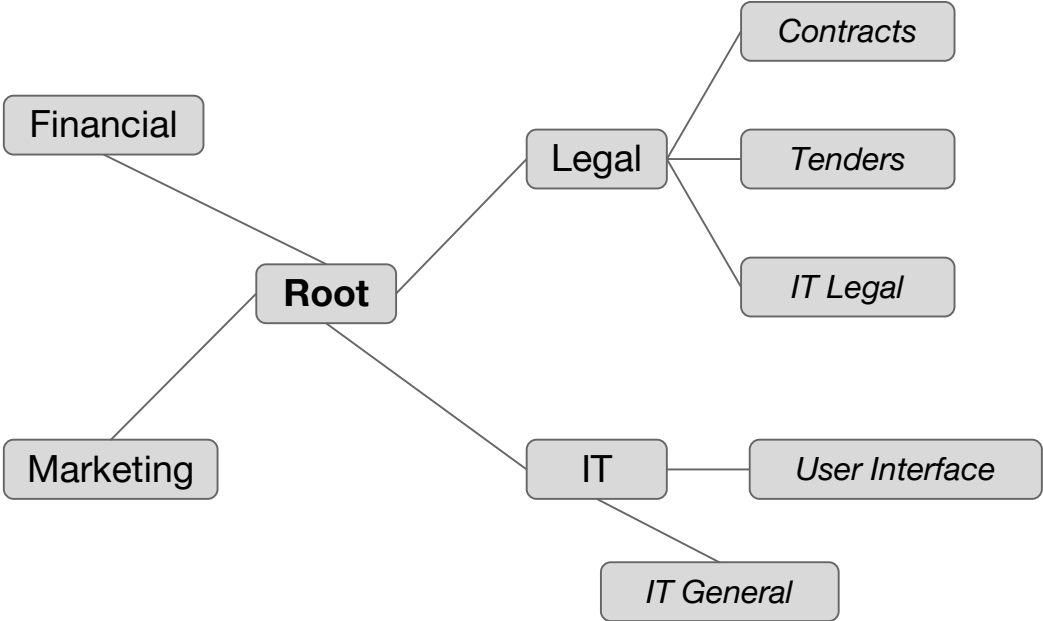 Contracts
Financial
Legal
Tenders
Root
IT Legal
Marketing
IT
User Interface
IT General